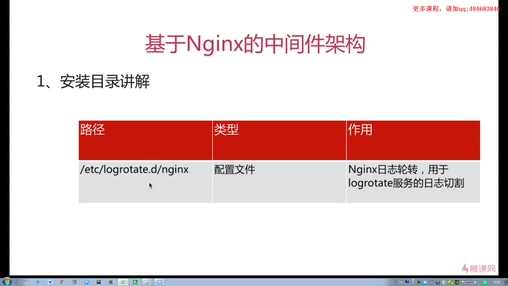 更多课程,请加qq:484683840
基于Nginx的中间件架构
1、安装目录讲解
路径 类型 作用
/etc/logrotate.d/nginx 配置文件 Nginx日志轮转,用于
logrotate服务的日志切割
慕课网